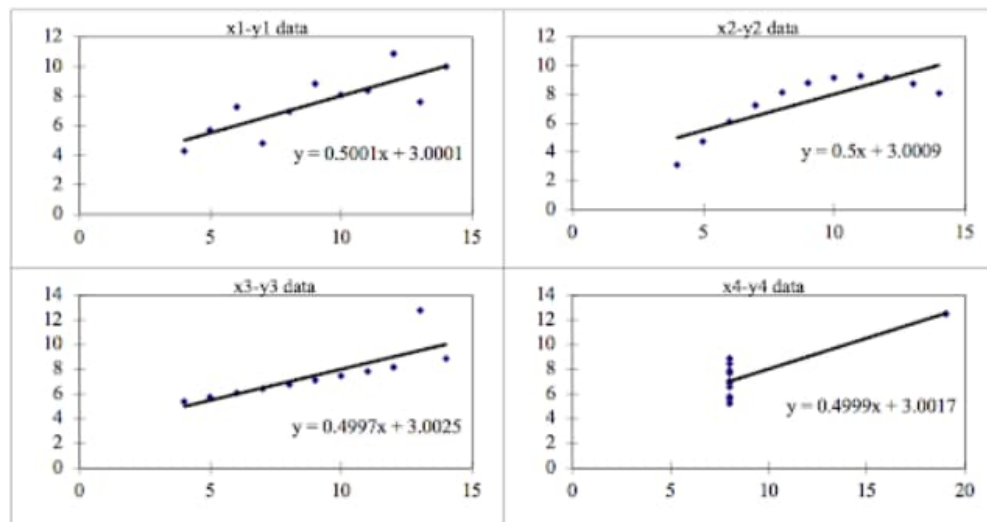 x1-y1 data
12
10
8
6
4
2
0
y = 0.5001x + 3.0001
0 5 10 15
x2-y2 data
12
10
8
6
4
2
0
y = 0.5x + 3.0009
0 5 10 15
x3-y3 data
14
12
10
8
6
4
2
0
y = 0.4997x + 3.0025
0 5 10 15
x4-y4 data
14
12
10
8
6
4
2
0
y = 0.4999x + 3.0017
0 5 10 15 20